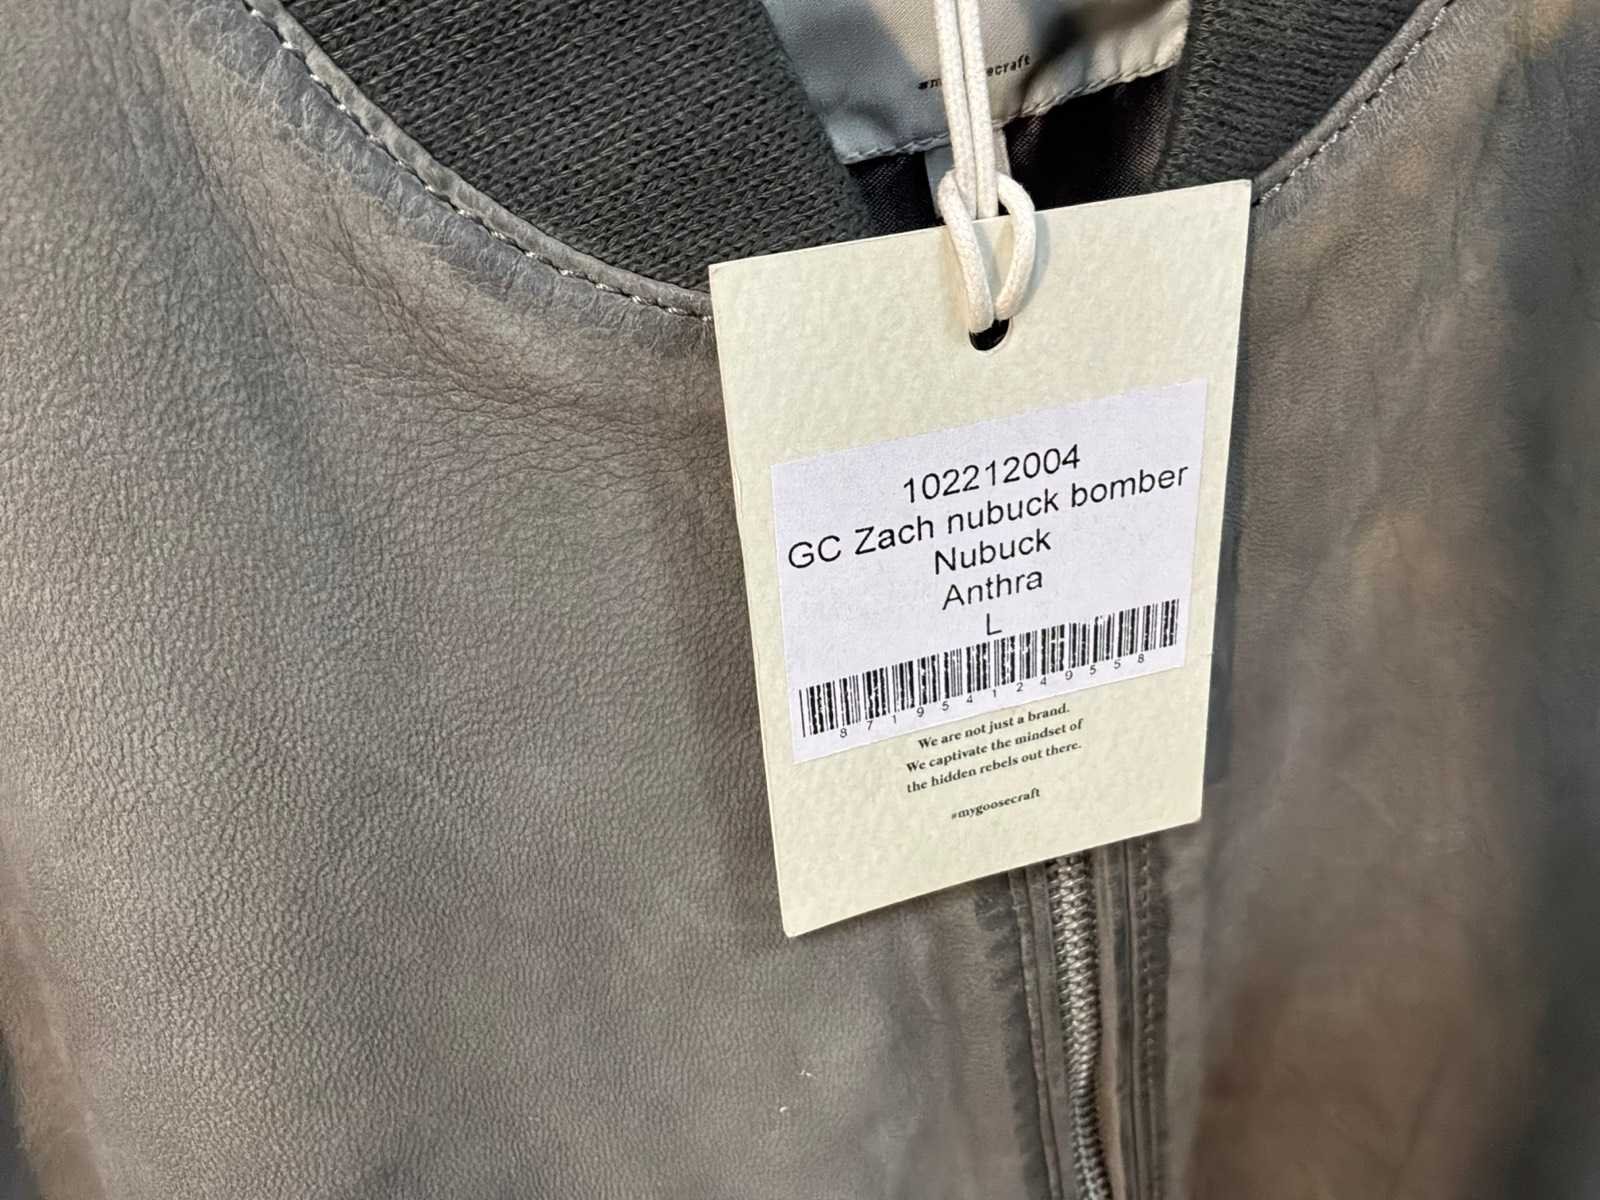 102212004
GC Zach nubuck bomber
Nubuck
Anthra
L
8719541249558
We are not just a brand.
We captivate the mindset of
the hidden rebels out there.
#mygoosecraft